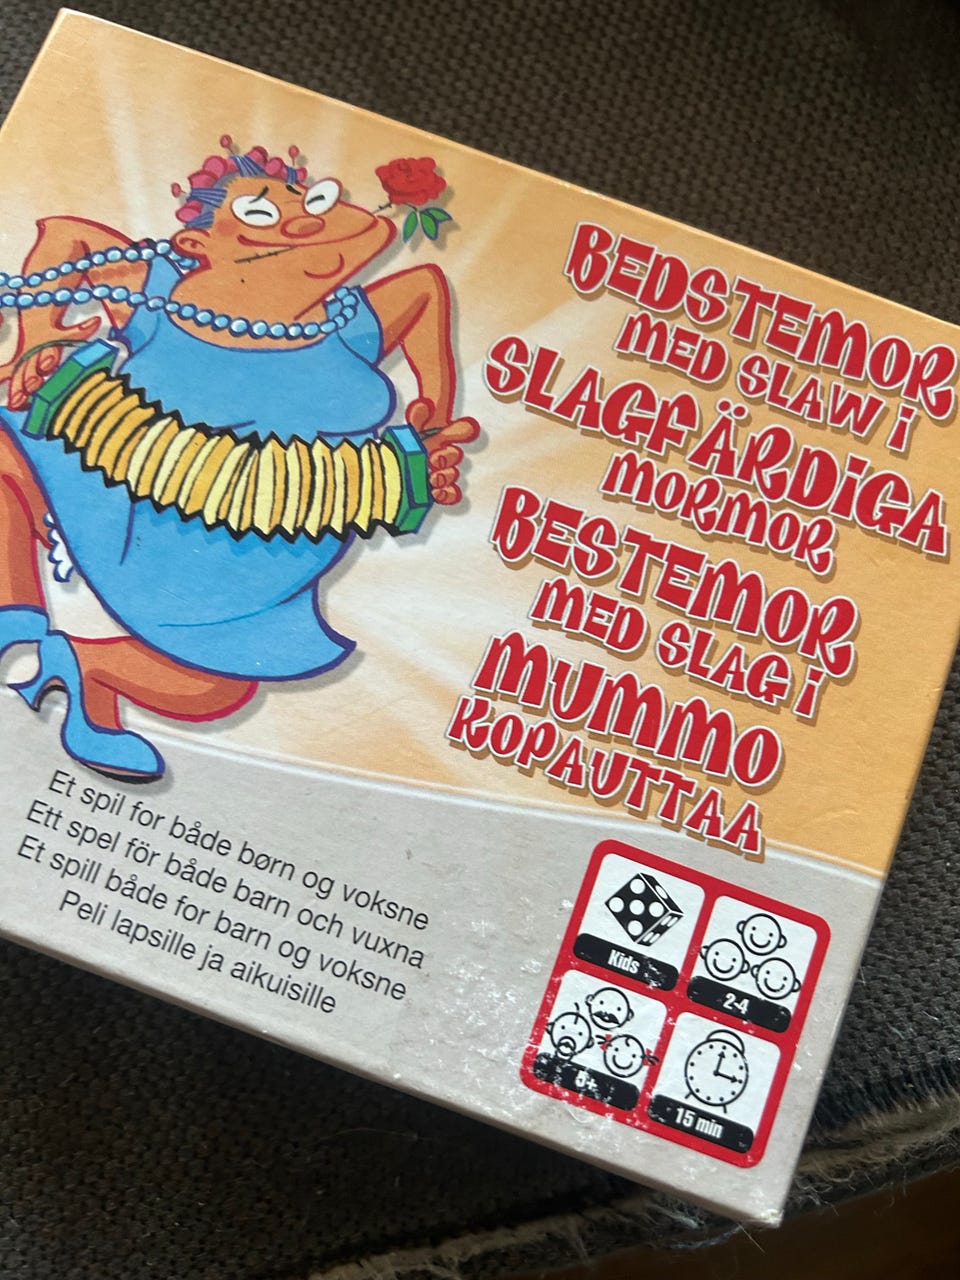 BEDSTEMOR
MED SLAW i
SLAGFÄRDiGA
MORMOR
BESTEMOR
MED SLAG i
MUMMO
KOPAUTTAA
Et spil for både børn og voksne
Ett spel för både barn och vuxna
Et spill både for barn og voksne
Peli lapsille ja aikuisille
Kids
2-4
5+
15 min